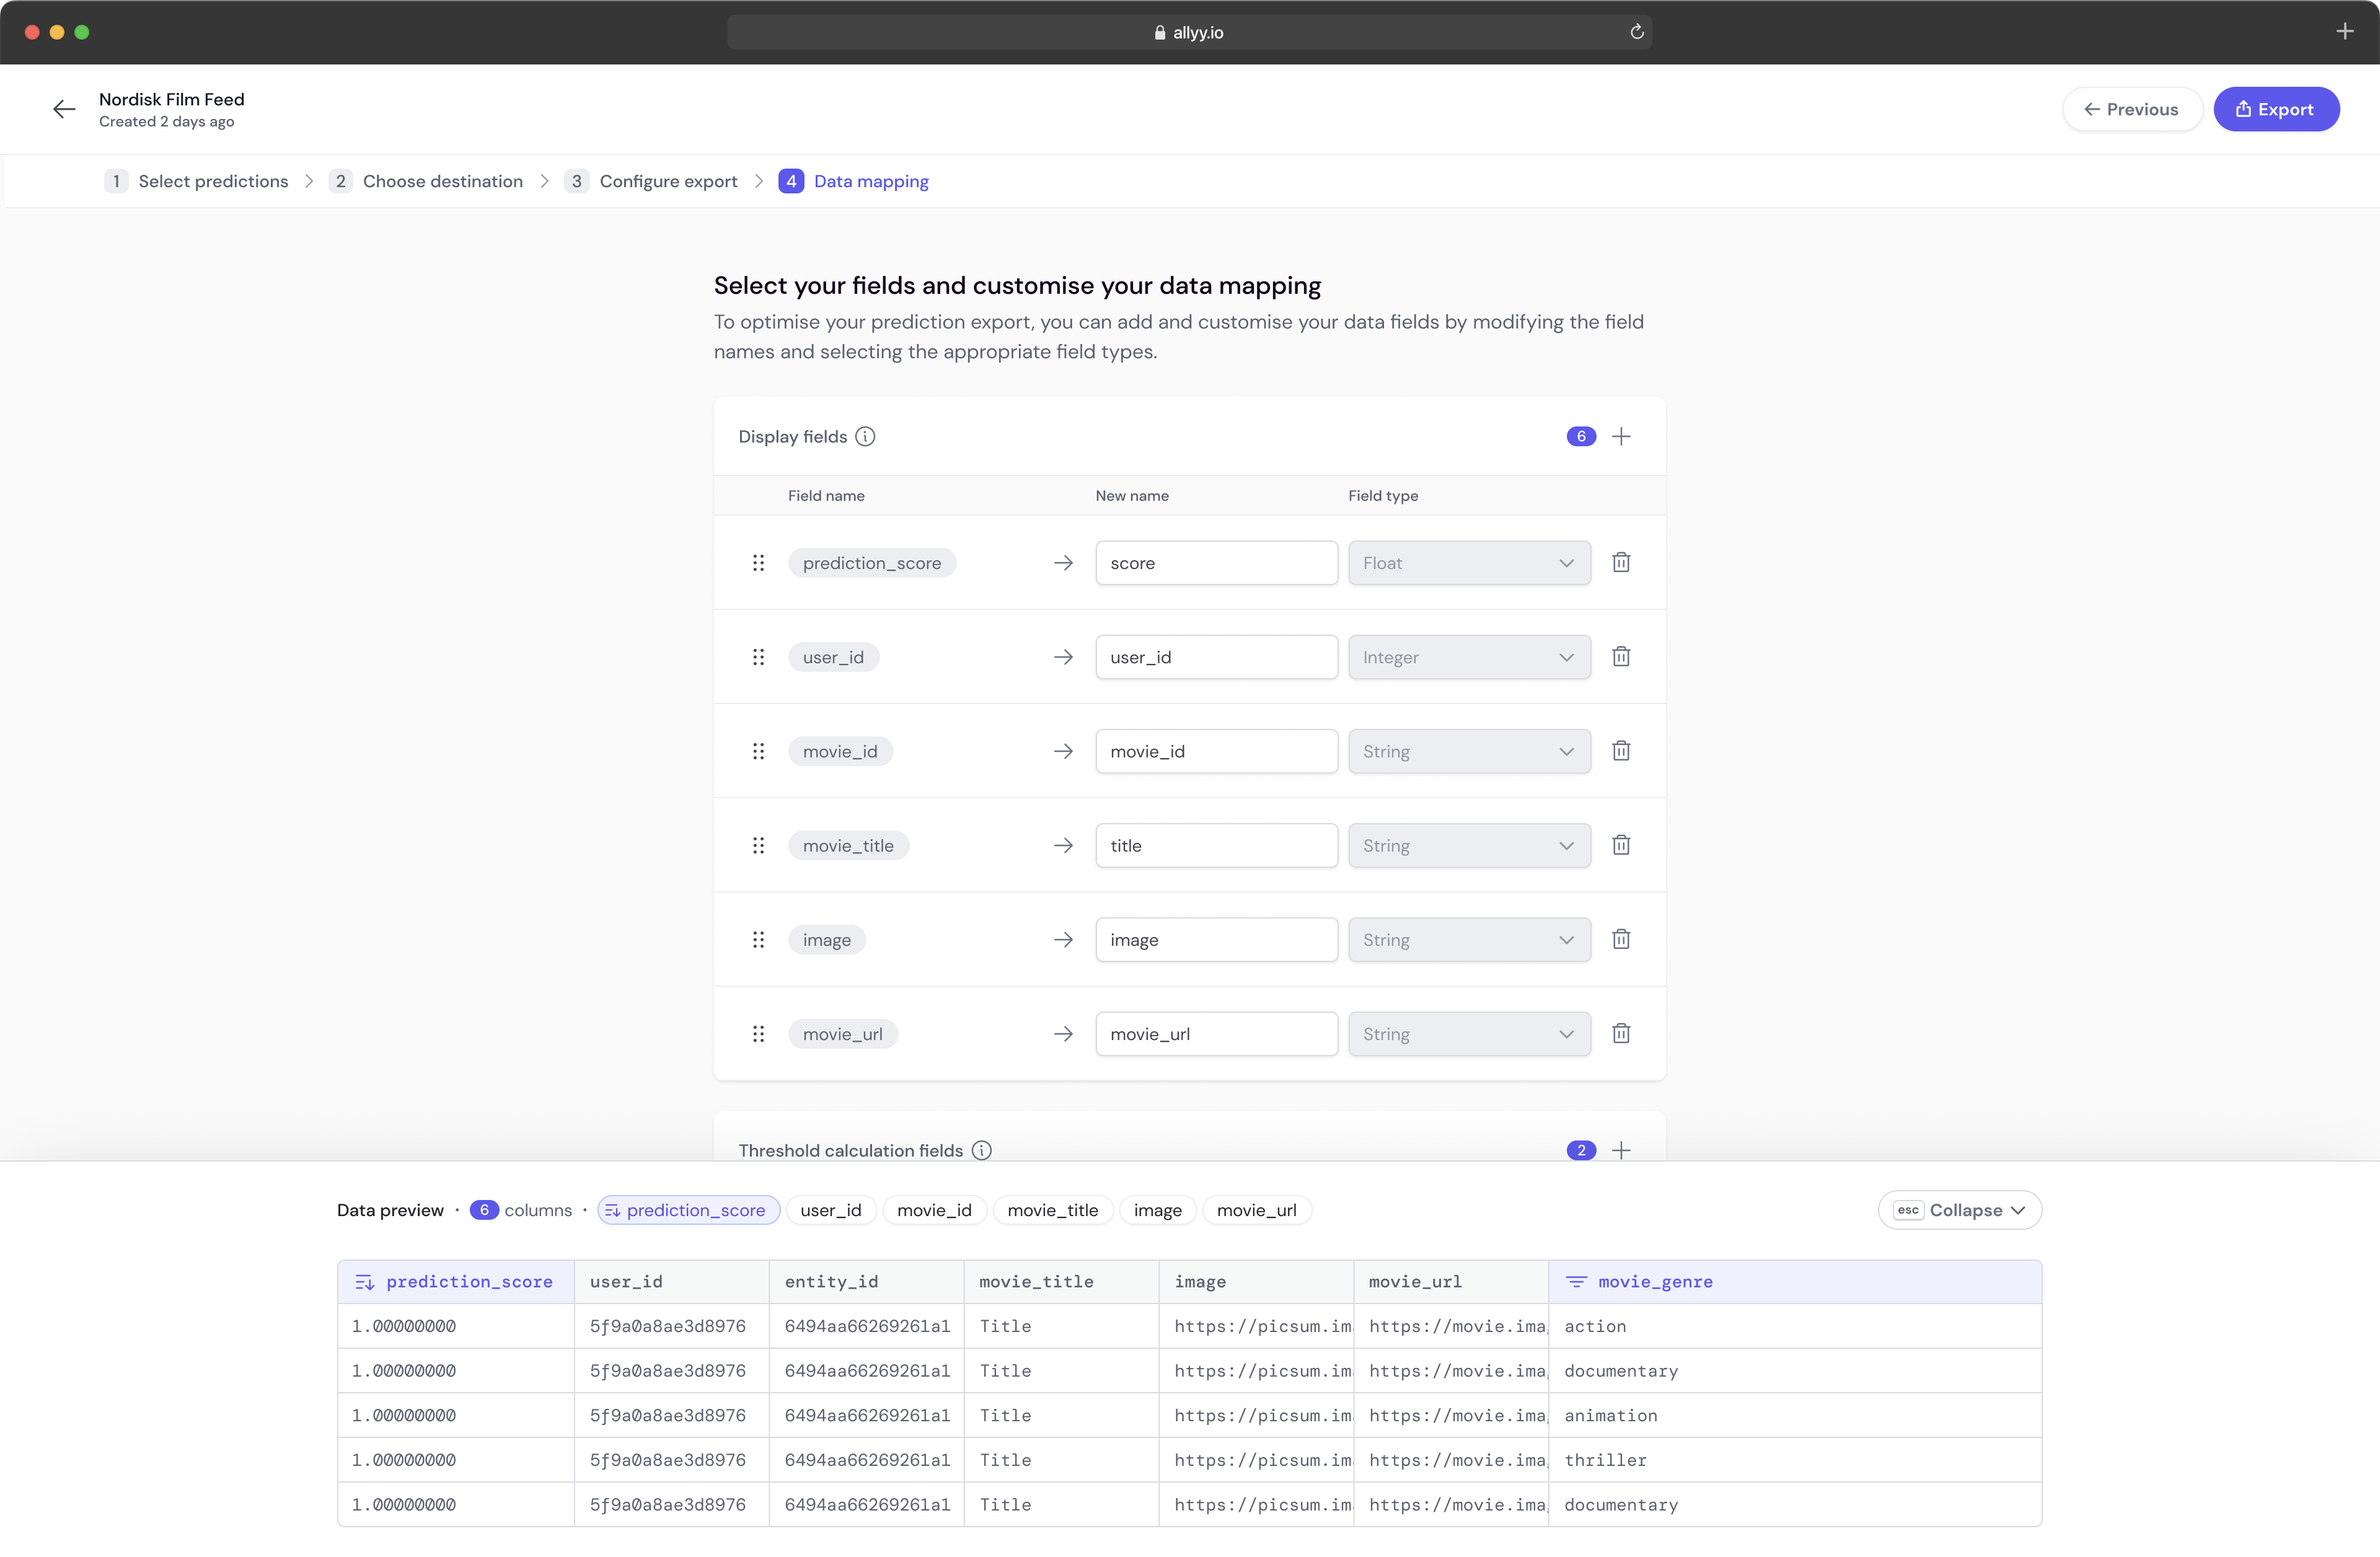 allyy.io
Nordisk Film Feed
Created 2 days ago
Previous
Export
1 Select predictions 2 Choose destination 3 Configure export 4 Data mapping
Select your fields and customise your data mapping
To optimise your prediction export, you can add and customise your data fields by modifying the field
names and selecting the appropriate field types.
Display fields 6
Field name New name Field type
prediction_score score Float
user_id user_id Integer
movie_id movie_id String
movie_title title String
image image String
movie_url movie_url String
Threshold calculation fields 2
Data preview · 6 columns · prediction_score user_id movie_id movie_title image movie_url esc Collapse
prediction_score user_id entity_id movie_title image movie_url movie_genre
1.00000000 5f9a0a8ae3d8976 6494aa66269261a1 Title https://picsum.im https://movie.ima action
1.00000000 5f9a0a8ae3d8976 6494aa66269261a1 Title https://picsum.im https://movie.ima documentary
1.00000000 5f9a0a8ae3d8976 6494aa66269261a1 Title https://picsum.im https://movie.ima animation
1.00000000 5f9a0a8ae3d8976 6494aa66269261a1 Title https://picsum.im https://movie.ima thriller
1.00000000 5f9a0a8ae3d8976 6494aa66269261a1 Title https://picsum.im https://movie.ima documentary